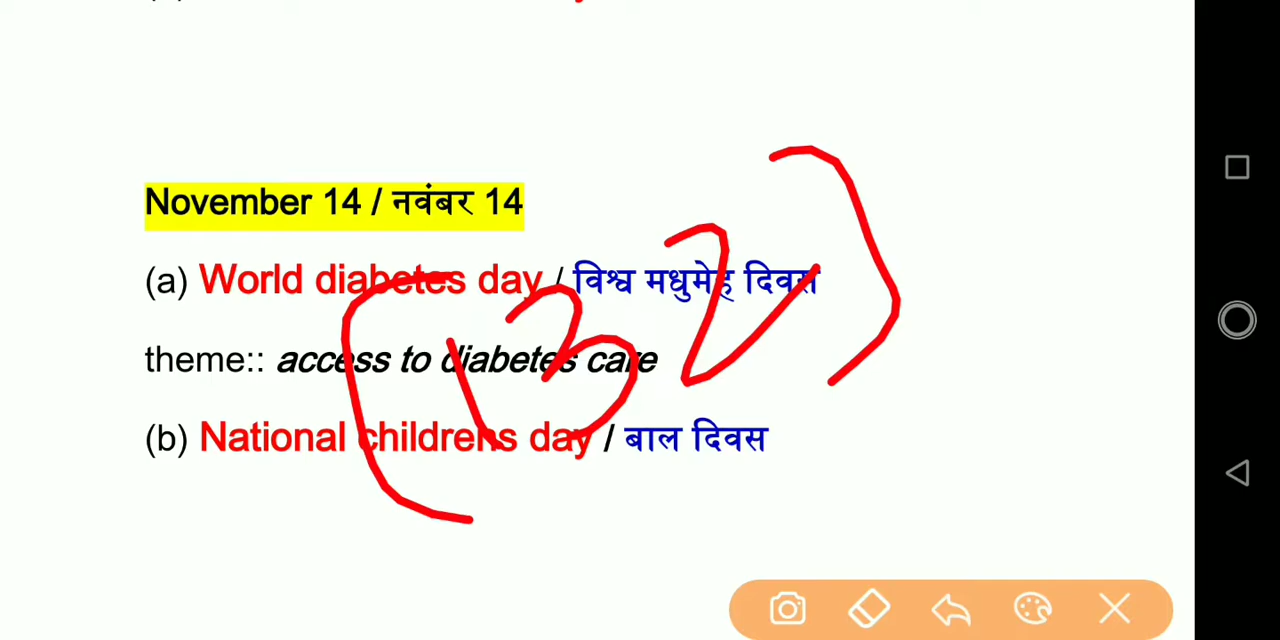 November 14 / नवंबर 14
(a) World diabetes day / विश्व मधुमेह दिवस
theme:: access to diabetes care
(b) National childrens day / बाल दिवस
(132)